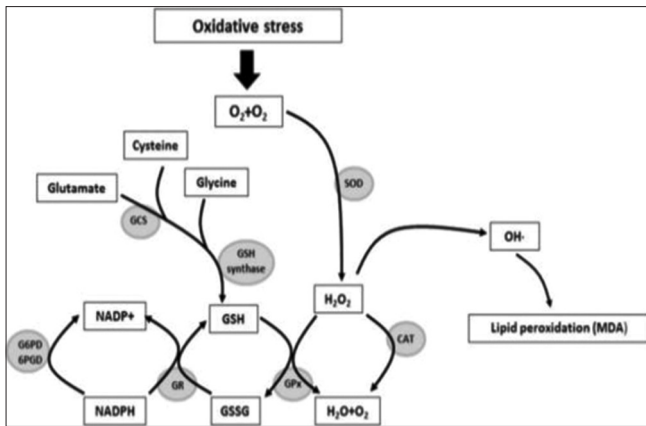 Oxidative stress
O₂+O₂
Cysteine
Glycine
Glutamate
SOD
GCS
GSH
synthase
OH·
H₂O₂
NADP+
GSH
Lipid peroxidation (MDA)
G6PD
6PGD
CAT
GR
GPx
NADPH
GSSG
H₂O+O₂